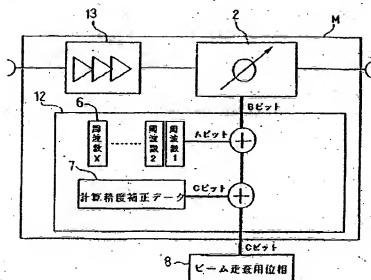 13
2
M
12
6
Bビット
周波数X
周波数2
周波数1
Aビット
7
Cビット
計算精度補正データ
Cビット
8
ビーム走査用位相